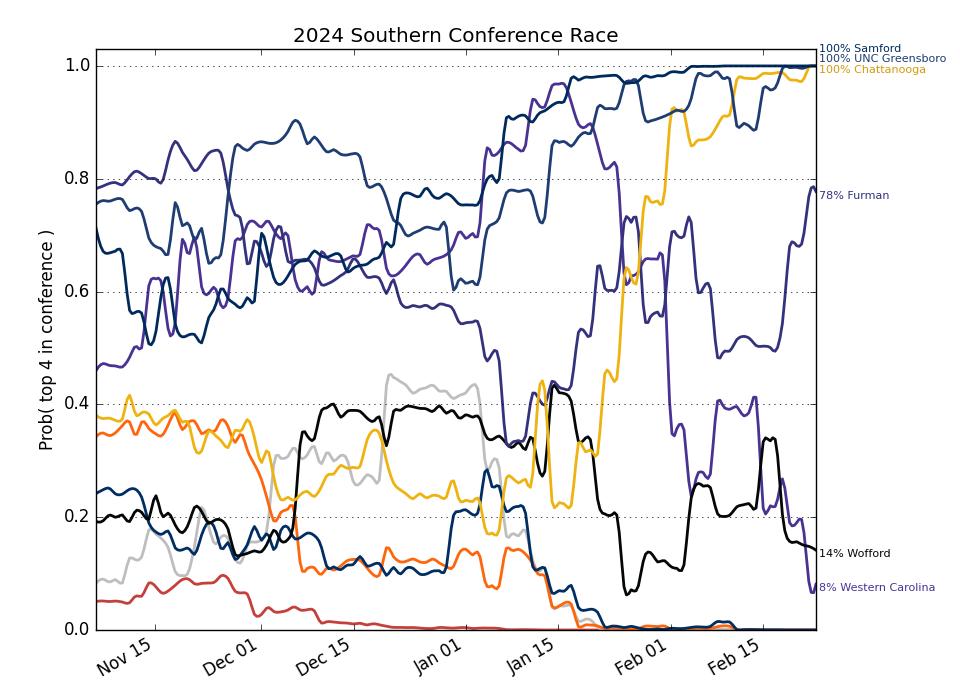 2024 Southern Conference Race
Prob( top 4 in conference )
1.0
0.8
0.6
0.4
0.2
0.0
Nov 15
Dec 01
Dec 15
Jan 01
Jan 15
Feb 01
Feb 15
100% Samford
100% UNC Greensboro
100% Chattanooga
78% Furman
14% Wofford
8% Western Carolina